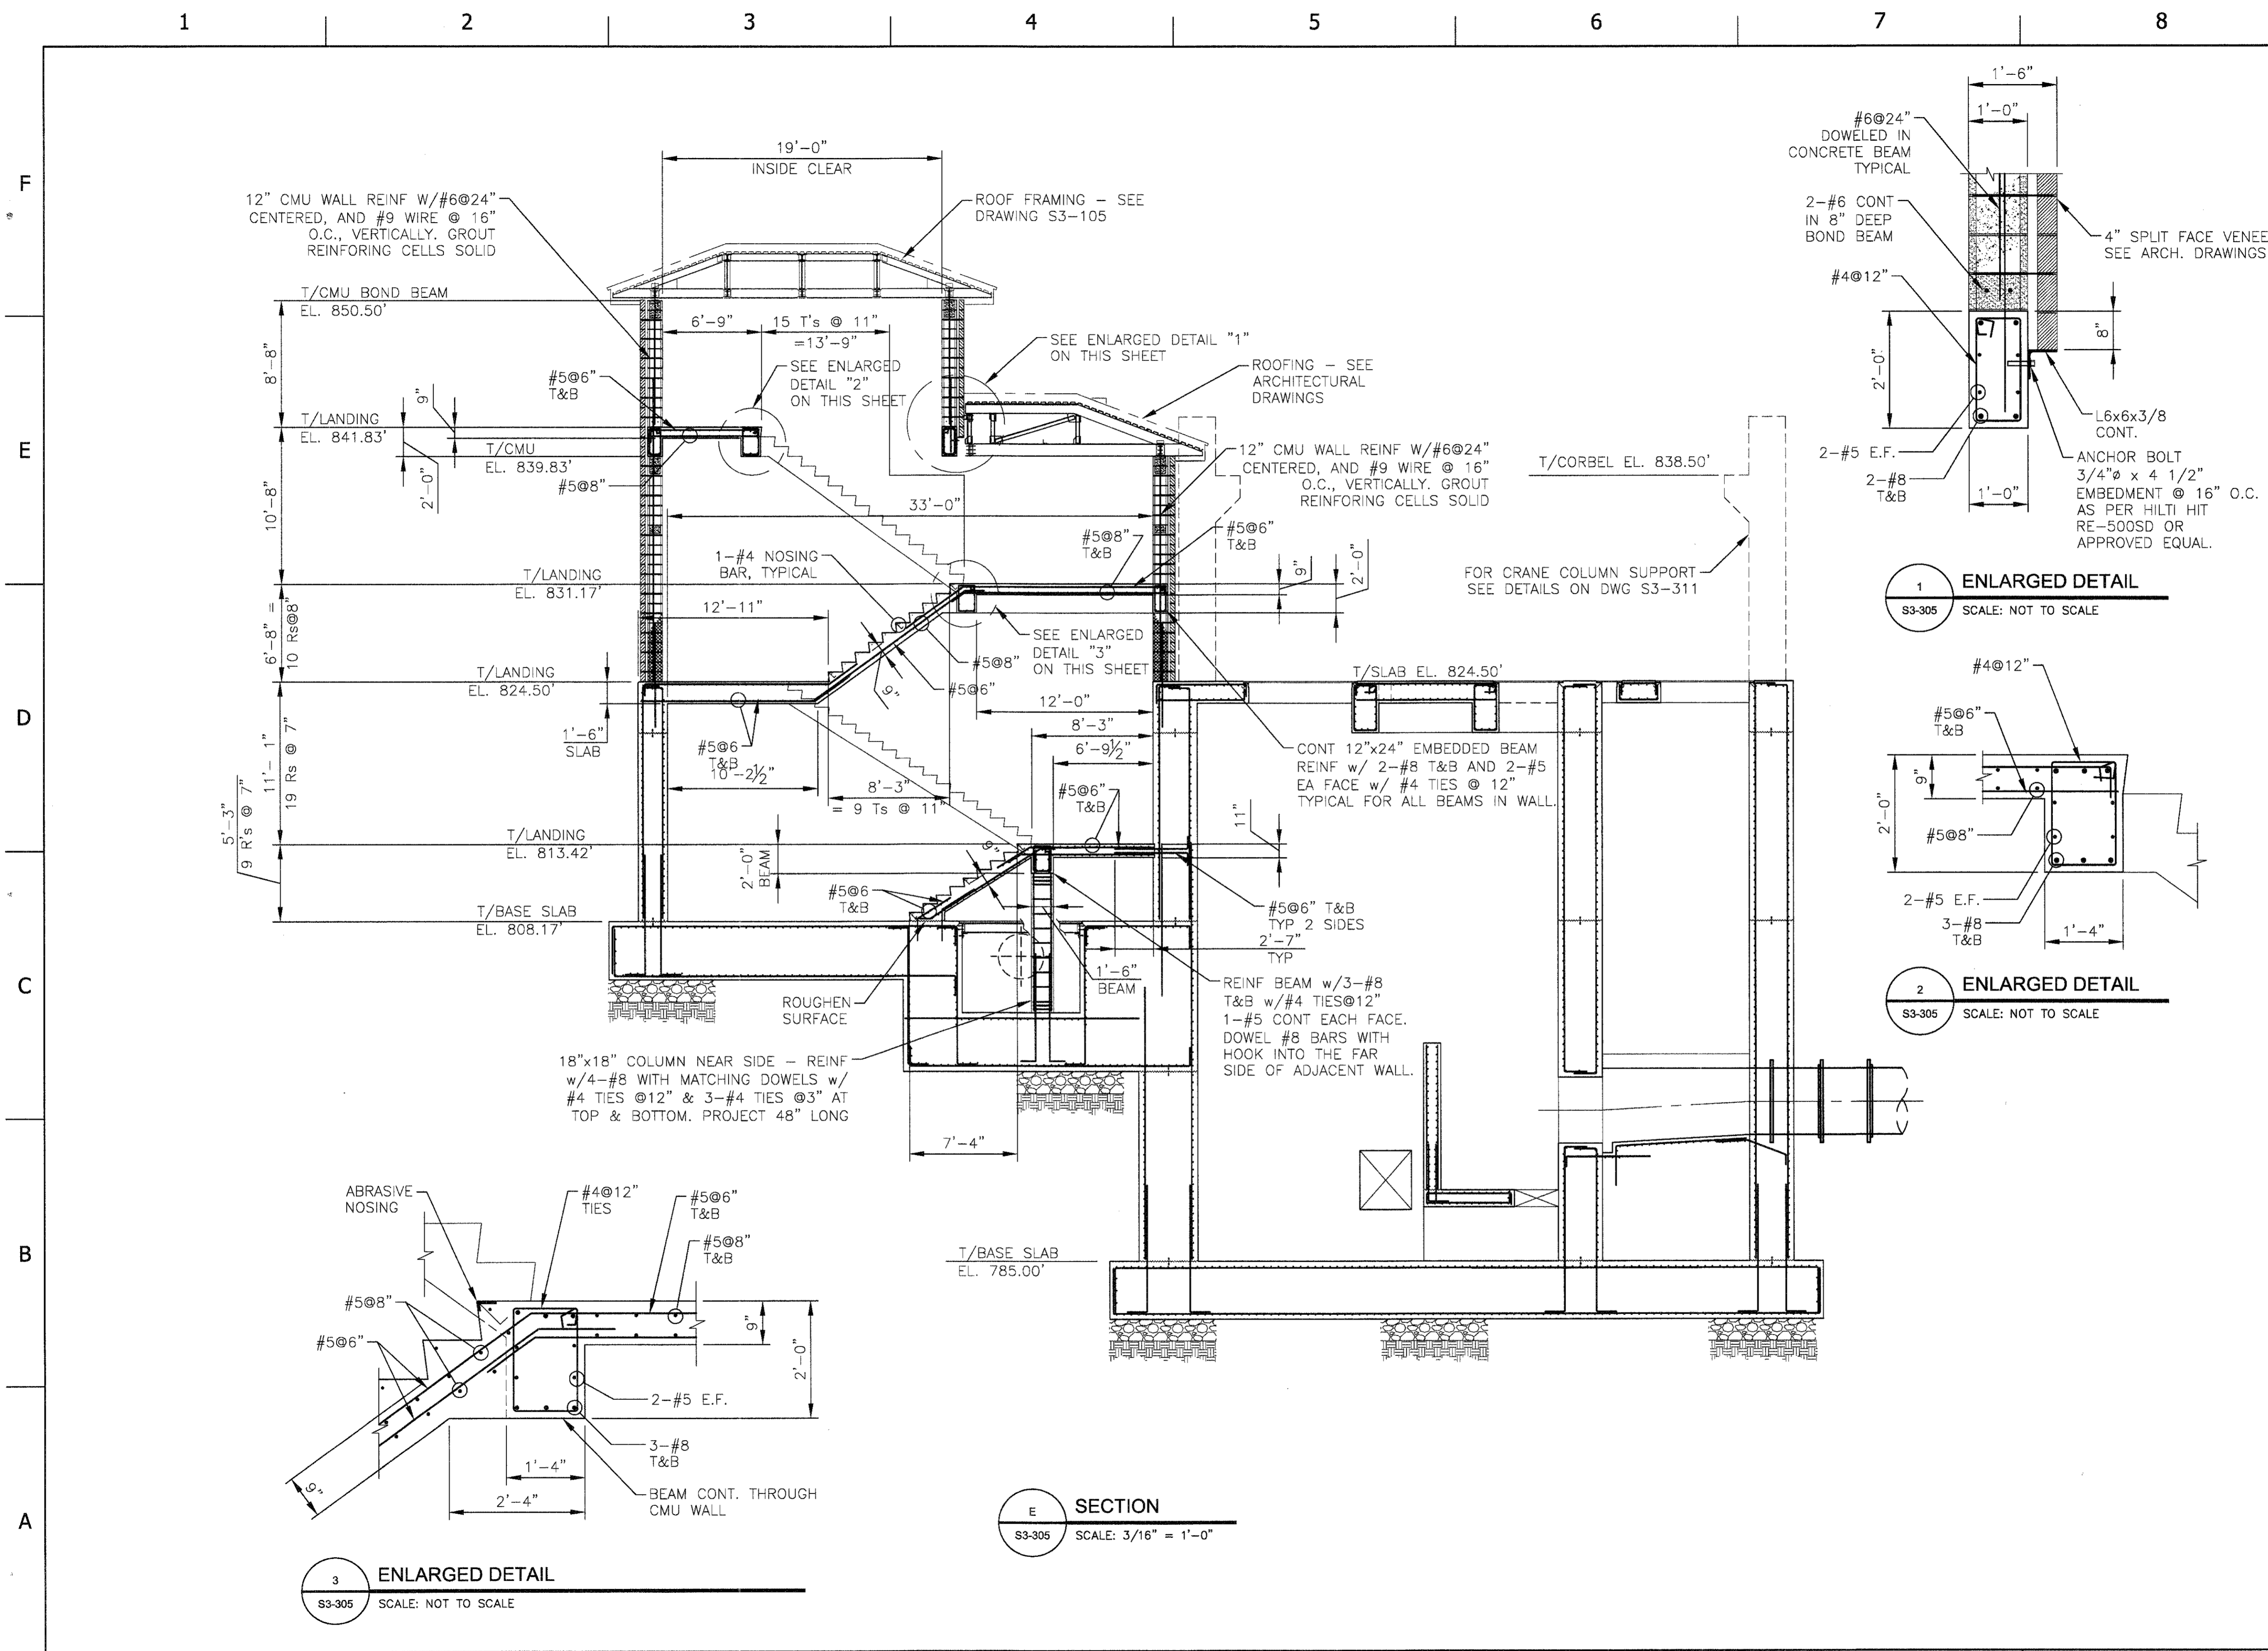 1 2 3 4 5 6 7 8
F
E
D
C
B
A
19'-0"
INSIDE CLEAR
12" CMU WALL REINF W/#6@24"
CENTERED, AND #9 WIRE @ 16"
O.C., VERTICALLY. GROUT
REINFORING CELLS SOLID
ROOF FRAMING – SEE
DRAWING S3–105
T/CMU BOND BEAM
EL. 850.50'
8'-8"
6'-9"
15 T's @ 11"
=13'-9"
SEE ENLARGED DETAIL "1"
ON THIS SHEET
SEE ENLARGED
DETAIL "2"
ON THIS SHEET
ROOFING – SEE
ARCHITECTURAL
DRAWINGS
#5@6"
T&B
9"
T/LANDING
EL. 841.83'
T/CMU
EL. 839.83'
#5@8"
2'-0"
10'-8"
12" CMU WALL REINF W/#6@24"
CENTERED, AND #9 WIRE @ 16"
O.C., VERTICALLY. GROUT
REINFORING CELLS SOLID
T/CORBEL EL. 838.50'
33'-0"
#5@8"
T&B
#5@6"
T&B
1–#4 NOSING
BAR, TYPICAL
9"
2'-0"
T/LANDING
EL. 831.17'
FOR CRANE COLUMN SUPPORT
SEE DETAILS ON DWG S3–311
12'-11"
6'-8" =
10 Rs@8"
SEE ENLARGED
DETAIL "3"
ON THIS SHEET
#5@8"
#5@6"
9"
T/LANDING
EL. 824.50'
T/SLAB EL. 824.50'
1'-6"
SLAB
#5@6
T&B
10'-2½"
12'-0"
8'-3"
6'-9½"
8'-3"
= 9 Ts @ 11"
11'-1"
19 Rs @ 7"
CONT 12"x24" EMBEDDED BEAM
REINF w/ 2–#8 T&B AND 2–#5
EA FACE w/ #4 TIES @ 12"
TYPICAL FOR ALL BEAMS IN WALL.
#5@6"
T&B
11"
T/LANDING
EL. 813.42'
5'-3"
9 R's @ 7"
2'-0"
BEAM
9"
#5@6
T&B
T/BASE SLAB
EL. 808.17'
#5@6" T&B
TYP 2 SIDES
2'-7"
TYP
1'-6"
BEAM
ROUGHEN
SURFACE
REINF BEAM w/3–#8
T&B w/#4 TIES@12"
1–#5 CONT EACH FACE.
DOWEL #8 BARS WITH
HOOK INTO THE FAR
SIDE OF ADJACENT WALL.
18"x18" COLUMN NEAR SIDE – REINF
w/4–#8 WITH MATCHING DOWELS w/
#4 TIES @12" & 3–#4 TIES @3" AT
TOP & BOTTOM. PROJECT 48" LONG
7'-4"
T/BASE SLAB
EL. 785.00'
E
S3-305
SECTION
SCALE: 3/16" = 1'-0"
1'-6"
1'-0"
#6@24"
DOWELED IN
CONCRETE BEAM
TYPICAL
2–#6 CONT
IN 8" DEEP
BOND BEAM
#4@12"
4" SPLIT FACE VENEE
SEE ARCH. DRAWINGS
8"
2'-0"
L6x6x3/8
CONT.
2–#5 E.F.
2–#8
T&B
1'-0"
ANCHOR BOLT
3/4"ø x 4 1/2"
EMBEDMENT @ 16" O.C.
AS PER HILTI HIT
RE–500SD OR
APPROVED EQUAL.
1
S3-305
ENLARGED DETAIL
SCALE: NOT TO SCALE
#4@12"
#5@6"
T&B
9"
2'-0"
#5@8"
2–#5 E.F.
3–#8
T&B
1'-4"
2
S3-305
ENLARGED DETAIL
SCALE: NOT TO SCALE
ABRASIVE
NOSING
#4@12"
TIES
#5@6"
T&B
#5@8"
T&B
#5@8"
#5@6"
9"
2'-0"
2–#5 E.F.
3–#8
T&B
1'-4"
2'-4"
9"
BEAM CONT. THROUGH
CMU WALL
3
S3-305
ENLARGED DETAIL
SCALE: NOT TO SCALE